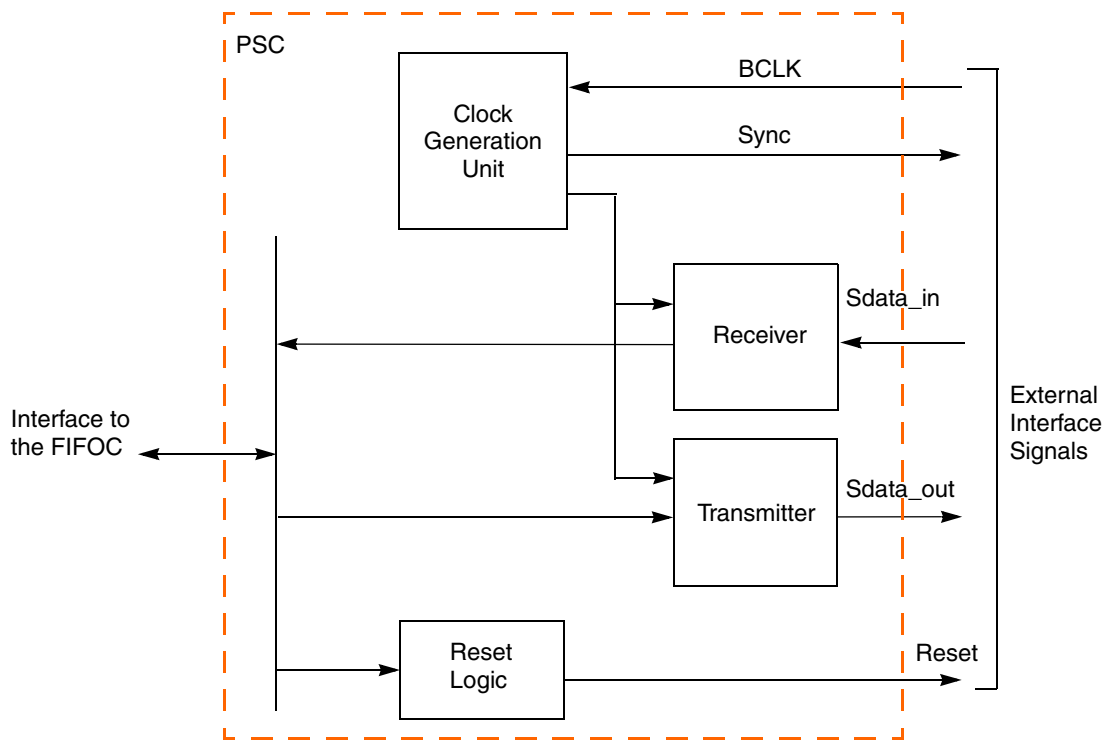 PSC
BCLK
Clock
Generation
Unit
Sync
Sdata_in
Receiver
Interface to
the FIFOC
External
Interface
Signals
Sdata_out
Transmitter
Reset
Logic
Reset